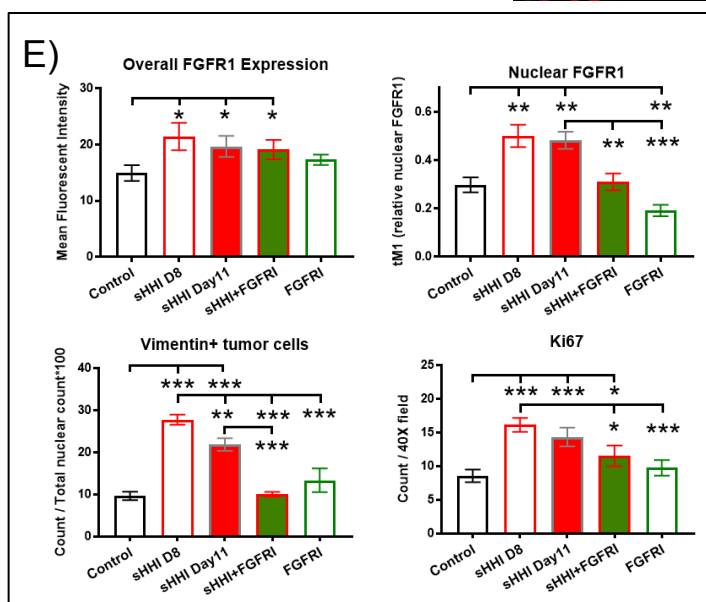 E)
Overall FGFR1 Expression
Mean Fluorescent Intensity
30
20
10
0
* * *
Control
sHHI D8
sHHI Day11
sHHI+FGFRI
FGFRI
Nuclear FGFR1
tM1 (relative nuclear FGFR1)
0.6
0.4
0.2
0.0
** ** **
** ***
Control
sHHI D8
sHHI Day11
sHHI+FGFRI
FGFRI
Vimentin+ tumor cells
Count / Total nuclear count*100
40
30
20
10
0
*** ***
** *** ***
***
Control
sHHI D8
sHHI Day11
sHHI+FGFRI
FGFRI
Ki67
Count / 40X field
25
20
15
10
5
0
*** *** *
* ***
Control
sHHI D8
sHHI Day11
sHHI+FGFRI
FGFRI